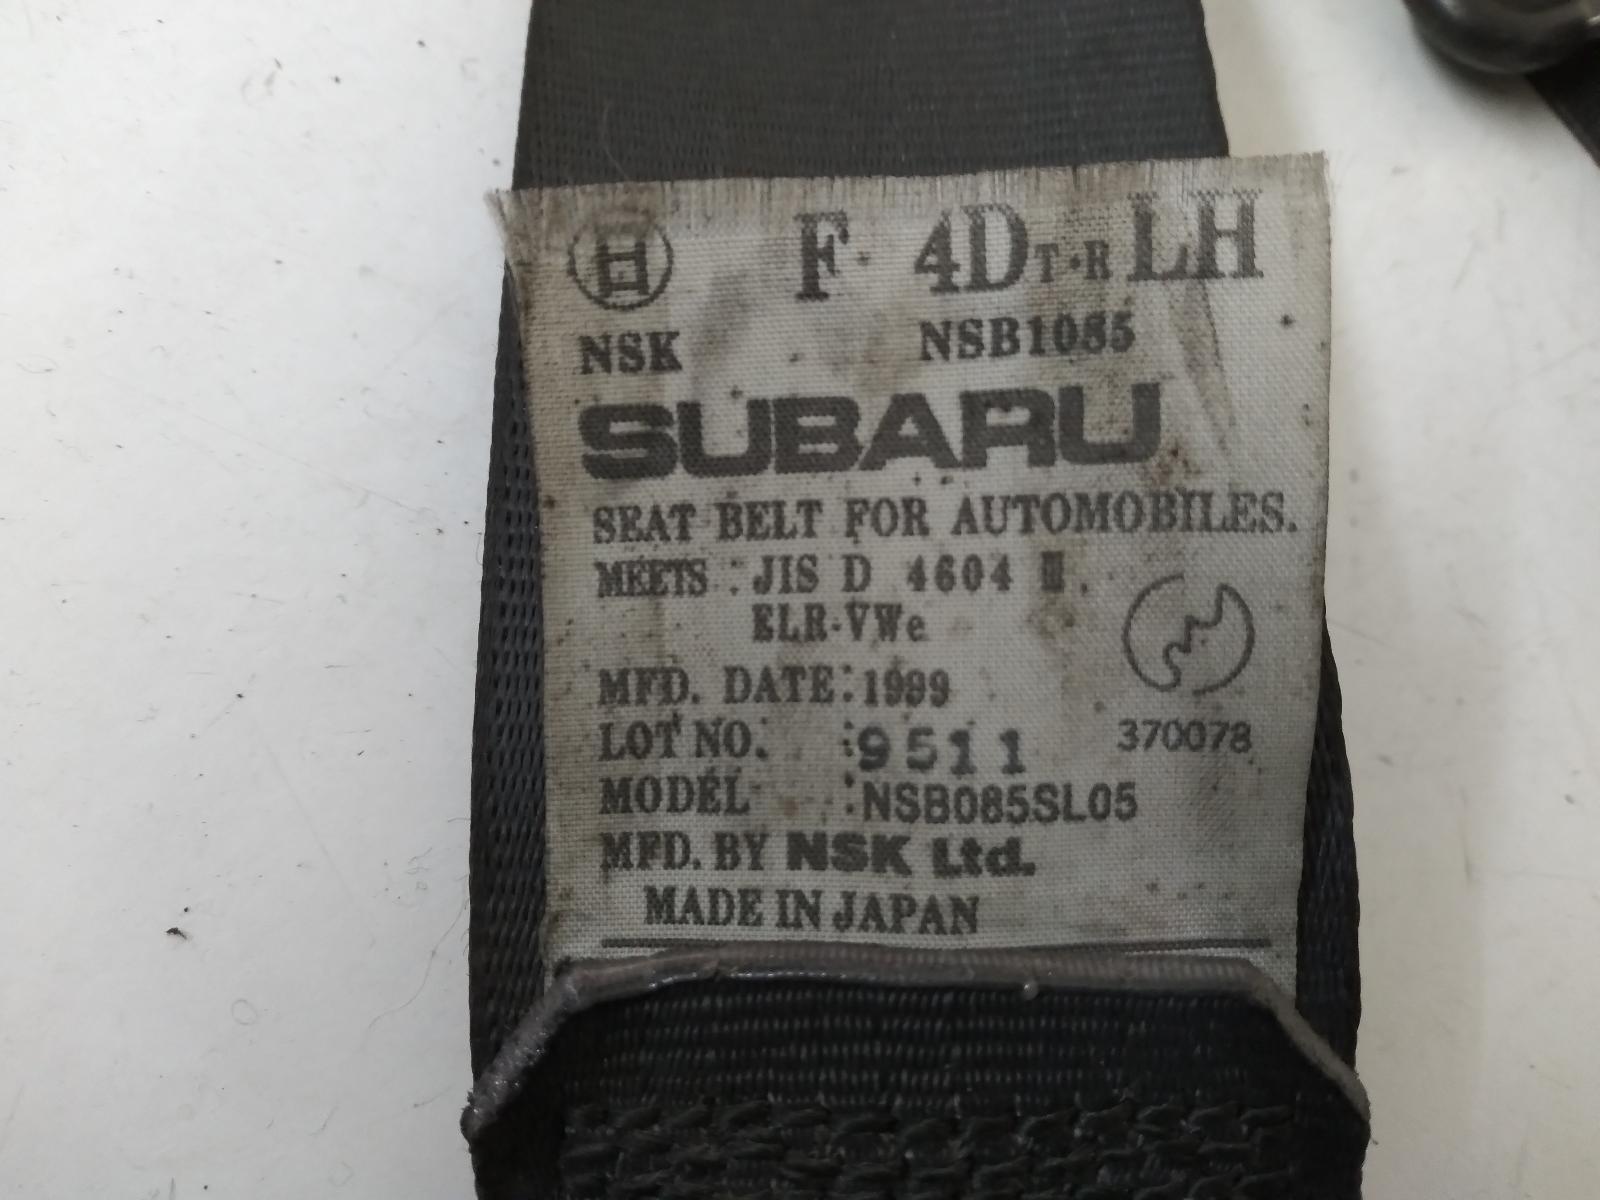 F· 4DT·R LH
NSK NSB1085
SUBARU
SEAT BELT FOR AUTOMOBILES.
MEETS : JIS D 4604 Ⅲ.
ELR-VWe
MFD. DATE: 1999
LOT NO. :9511 370078
MODEL :NSB085SL05
MFD. BY NSK Ltd.
MADE IN JAPAN